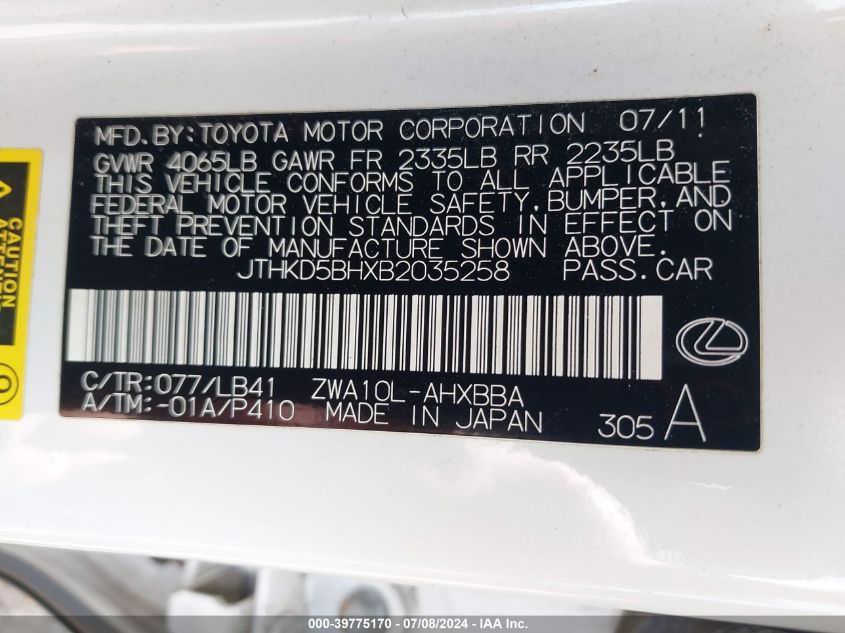 MFD. BY: TOYOTA MOTOR CORPORATION 07/11
GVWR 4065LB GAWR FR 2335LB RR 2235LB
THIS VEHICLE CONFORMS TO ALL APPLICABLE
FEDERAL MOTOR VEHICLE SAFETY, BUMPER, AND
THEFT PREVENTION STANDARDS IN EFFECT ON
THE DATE OF MANUFACTURE SHOWN ABOVE.
JTHKD5BHXB2035258 PASS. CAR
C/TR: 077/LB41 ZWA10L-AHXBBA
A/TM: -01A/P410 MADE IN JAPAN
305 A
CAUTION
000-39775170 - 07/08/2024 - IAA Inc.